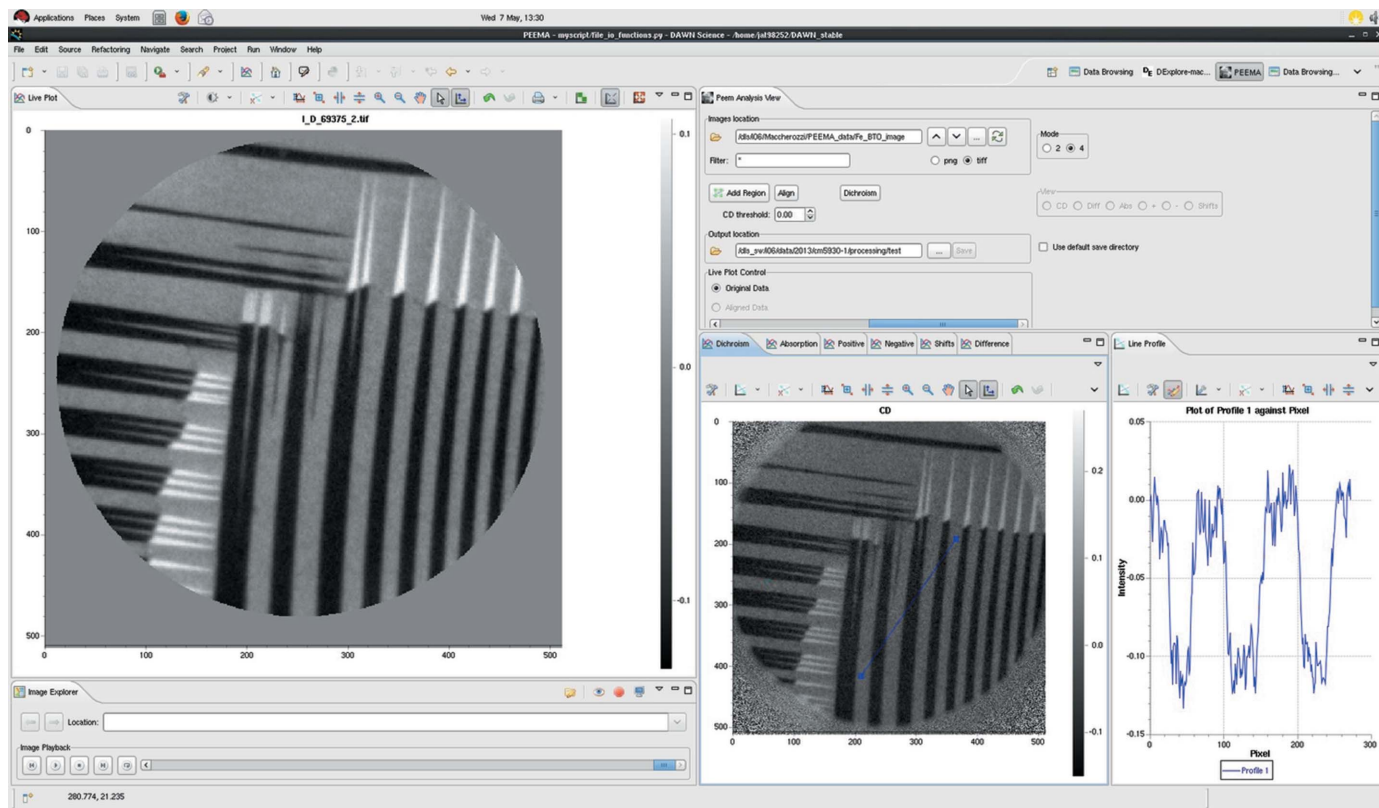 Applications Places System Wed 7 May, 13:30
PEEMA - myscript/file_io_functions.py - DAWN Science - /home/jat98252/DAWN_stable
File Edit Source Refactoring Navigate Search Project Run Window Help
Data Browsing DE DExplore-mac... PEEMA Data Browsing...
Live Plot
I_D_69375_2.tif
0
100
200
300
400
500
0 100 200 300 400 500
0.1
0.0
-0.1
Image Explorer
Location:
Image Playback
280.774, 21.235
Peem Analysis View
Images location
/dls/i06/Maccherozzi/PEEMA_data/Fe_BTO_image ...
Filter: * png tiff
Mode
2 4
Add Region Align Dichroism
CD threshold: 0.00
View
CD Diff Abs + - Shifts
Output location
/dls_sw/i06/data/2013/cm5930-1/processing/test ... Save
Use default save directory
Live Plot Control
Original Data
Aligned Data
Dichroism Absorption Positive Negative Shifts Difference
CD
0
100
200
300
400
500
0 100 200 300 400 500
0.2
0.1
0.0
-0.1
Line Profile
Plot of Profile 1 against Pixel
0.05
0.00
-0.05
-0.10
-0.15
Intensity
0 100 200 300
Pixel
Profile 1